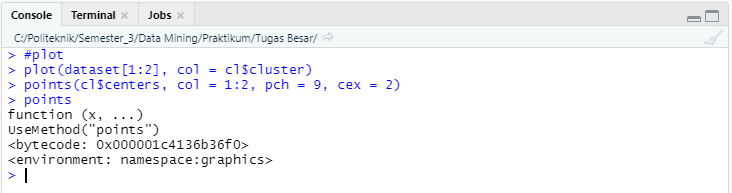 Console Terminal × Jobs ×
C:/Politeknik/Semester_3/Data Mining/Praktikum/Tugas Besar/
> #plot
> plot(dataset[1:2], col = cl$cluster)
> points(cl$centers, col = 1:2, pch = 9, cex = 2)
> points
function (x, ...)
UseMethod("points")
<bytecode: 0x000001c4136b36f0>
<environment: namespace:graphics>
>